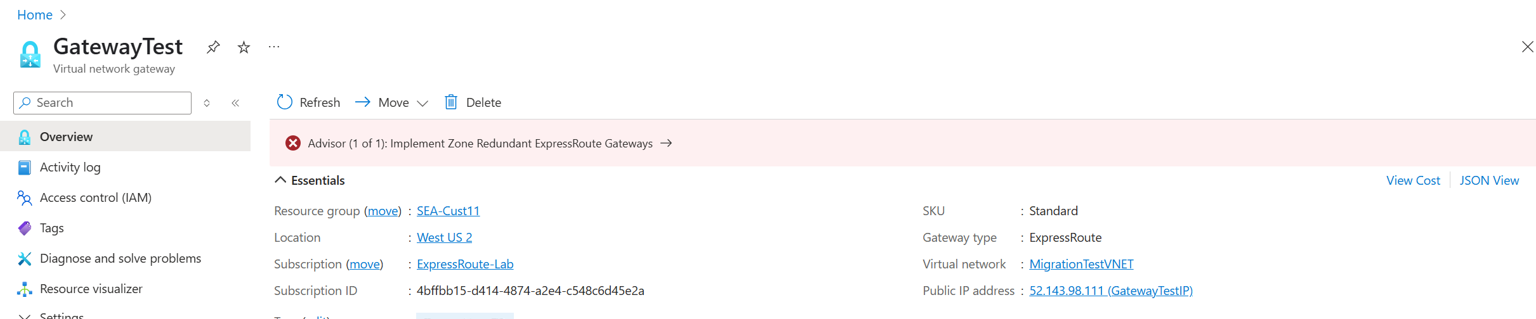 Home
GatewayTest
Virtual network gateway
Search
Refresh Move Delete
Overview
Advisor (1 of 1): Implement Zone Redundant ExpressRoute Gateways
Activity log
Essentials
View Cost JSON View
Access control (IAM)
Tags
Diagnose and solve problems
Resource visualizer
Settings
Resource group (move) : SEA-Cust11
Location : West US 2
Subscription (move) : ExpressRoute-Lab
Subscription ID : 4bffbb15-d414-4874-a2e4-c548c6d45e2a
SKU : Standard
Gateway type : ExpressRoute
Virtual network : MigrationTestVNET
Public IP address : 52.143.98.111 (GatewayTestIP)